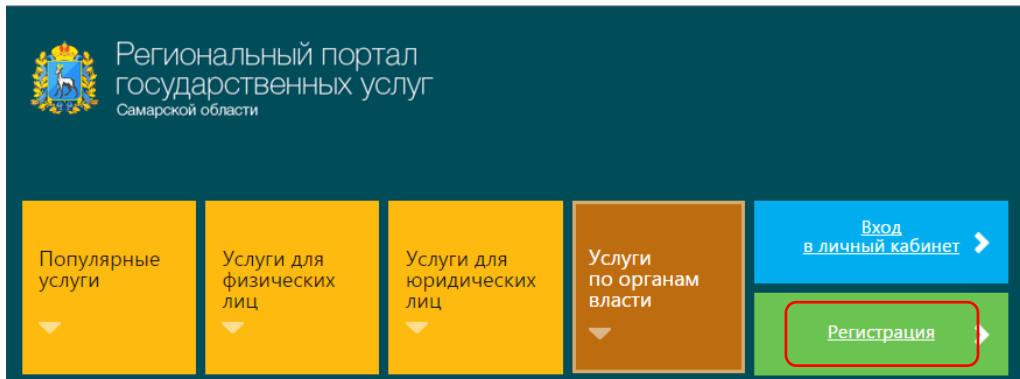 Региональный портал
государственных услуг
Самарской области
Популярные
услуги
Услуги для
физических
лиц
Услуги для
юридических
лиц
Услуги
по органам
власти
Вход
в личный кабинет
Регистрация